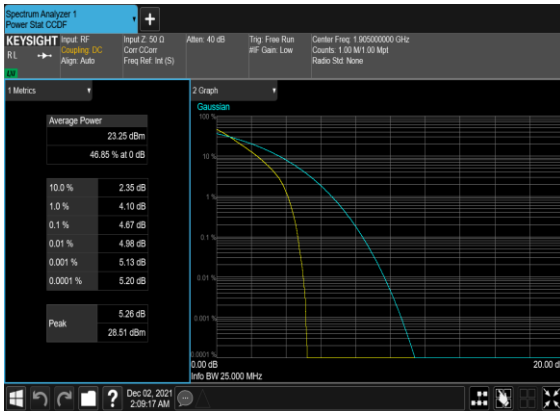 Spectrum Analyzer 1
Power Stat CCDF
KEYSIGHT
RL
LXI
Input: RF
Coupling: DC
Align: Auto
Input Z: 50 Ω
Corr CCorr
Freq Ref: Int (S)
Atten: 40 dB
Trig: Free Run
#IF Gain: Low
Center Freq: 1.905000000 GHz
Counts: 1.00 M/1.00 Mpt
Radio Std: None
1 Metrics
Average Power
23.25 dBm
46.85 % at 0 dB
10.0 % 2.35 dB
1.0 % 4.10 dB
0.1 % 4.67 dB
0.01 % 4.98 dB
0.001 % 5.13 dB
0.0001 % 5.20 dB
Peak
5.26 dB
28.51 dBm
2 Graph
Gaussian
100 %
10 %
1 %
0.1 %
0.01 %
0.001 %
0.0001 %
0.00 dB
20.00 d
Info BW 25.000 MHz
?
Dec 02, 2021
2:09:17 AM